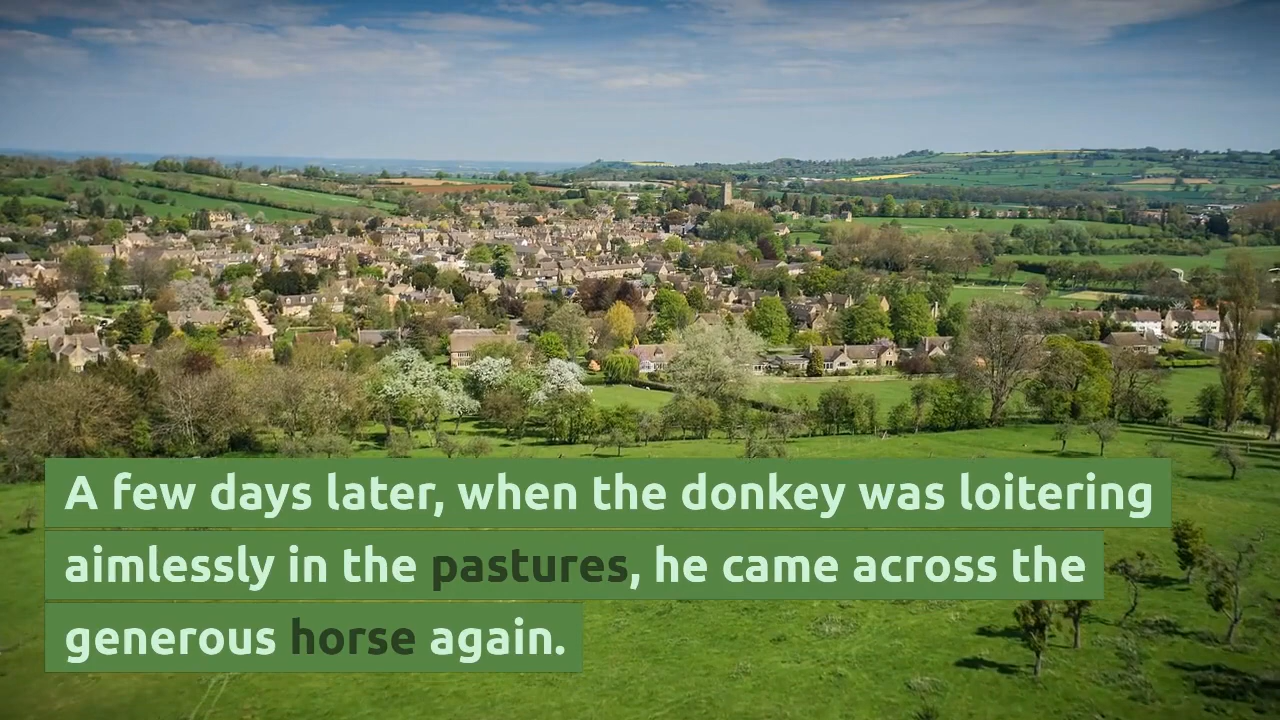 A few days later, when the donkey was loitering
aimlessly in the pastures, he came across the
generous horse again.